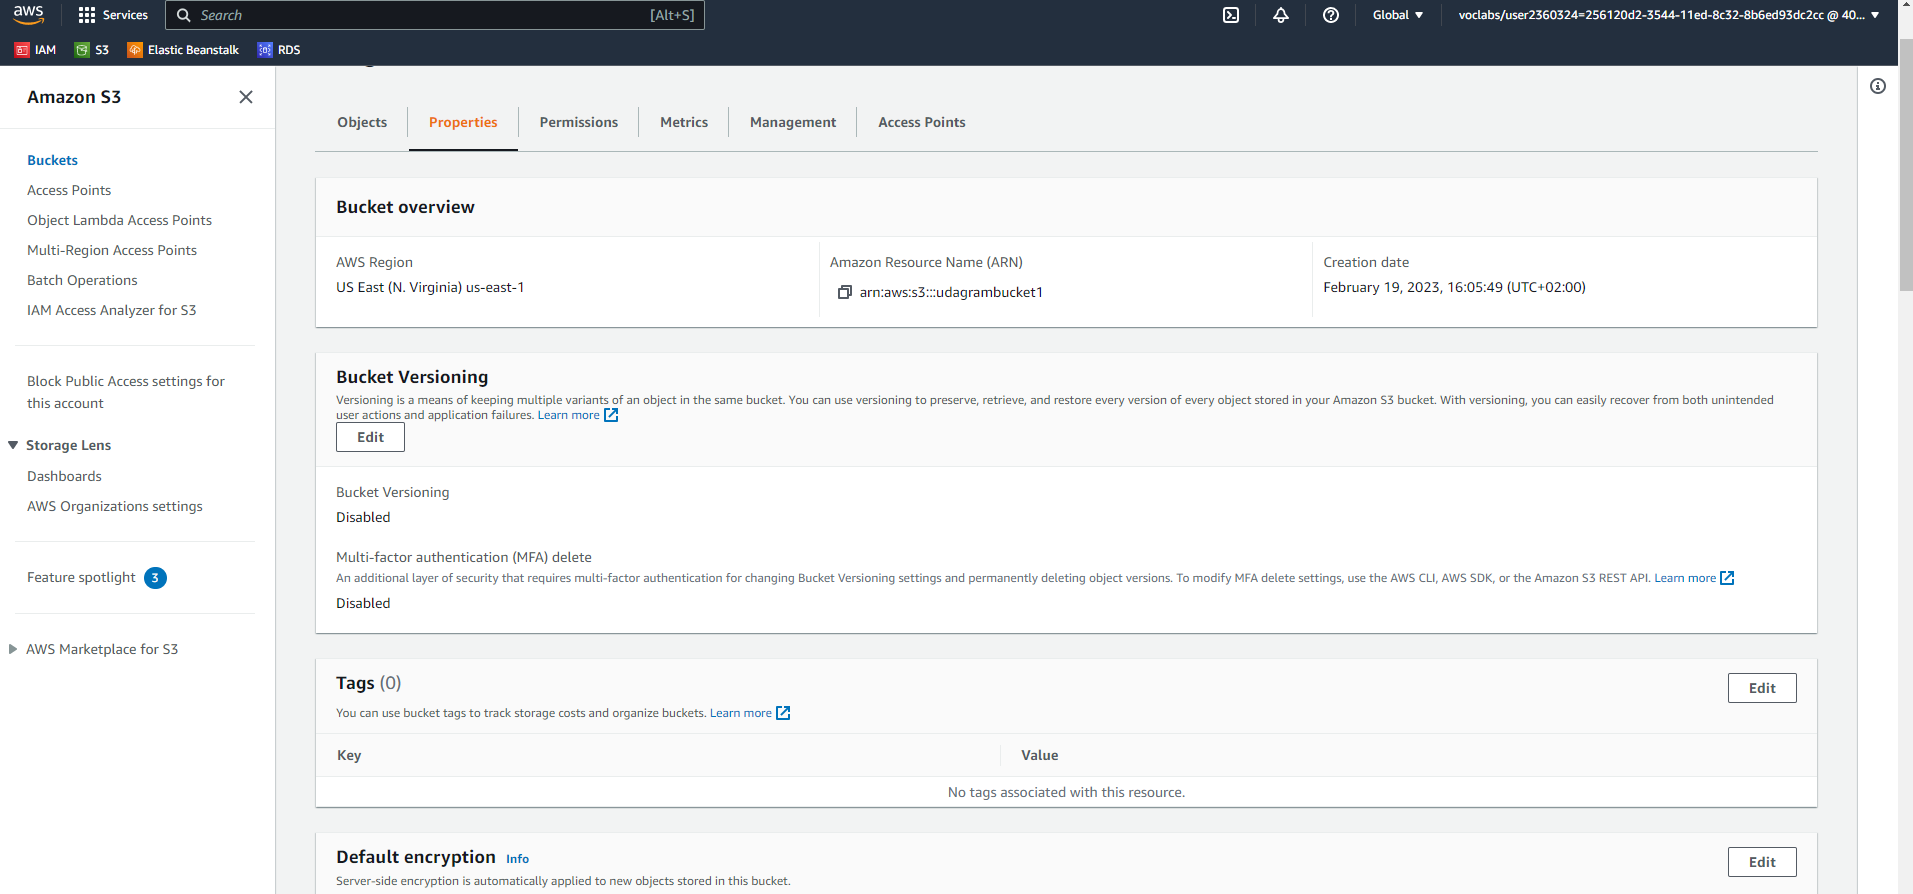 aws
Services
Search
[Alt+S]
Global
voclabs/user2360324=256120d2-3544-11ed-8c32-8b6ed93dc2cc @ 40...
IAM
S3
Elastic Beanstalk
RDS
Amazon S3
Buckets
Access Points
Object Lambda Access Points
Multi-Region Access Points
Batch Operations
IAM Access Analyzer for S3
Block Public Access settings for
this account
Storage Lens
Dashboards
AWS Organizations settings
Feature spotlight 3
AWS Marketplace for S3
Objects
Properties
Permissions
Metrics
Management
Access Points
Bucket overview
AWS Region
US East (N. Virginia) us-east-1
Amazon Resource Name (ARN)
arn:aws:s3:::udagrambucket1
Creation date
February 19, 2023, 16:05:49 (UTC+02:00)
Bucket Versioning
Versioning is a means of keeping multiple variants of an object in the same bucket. You can use versioning to preserve, retrieve, and restore every version of every object stored in your Amazon S3 bucket. With versioning, you can easily recover from both unintended
user actions and application failures. Learn more
Edit
Bucket Versioning
Disabled
Multi-factor authentication (MFA) delete
An additional layer of security that requires multi-factor authentication for changing Bucket Versioning settings and permanently deleting object versions. To modify MFA delete settings, use the AWS CLI, AWS SDK, or the Amazon S3 REST API. Learn more
Disabled
Tags (0)
Edit
You can use bucket tags to track storage costs and organize buckets. Learn more
Key
Value
No tags associated with this resource.
Default encryption Info
Edit
Server-side encryption is automatically applied to new objects stored in this bucket.